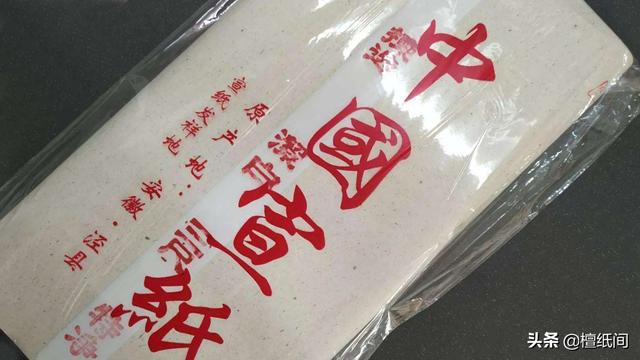 中國宣紙
原产地:
宣纸发祥地
安徽·泾县
头条 @檀纸间